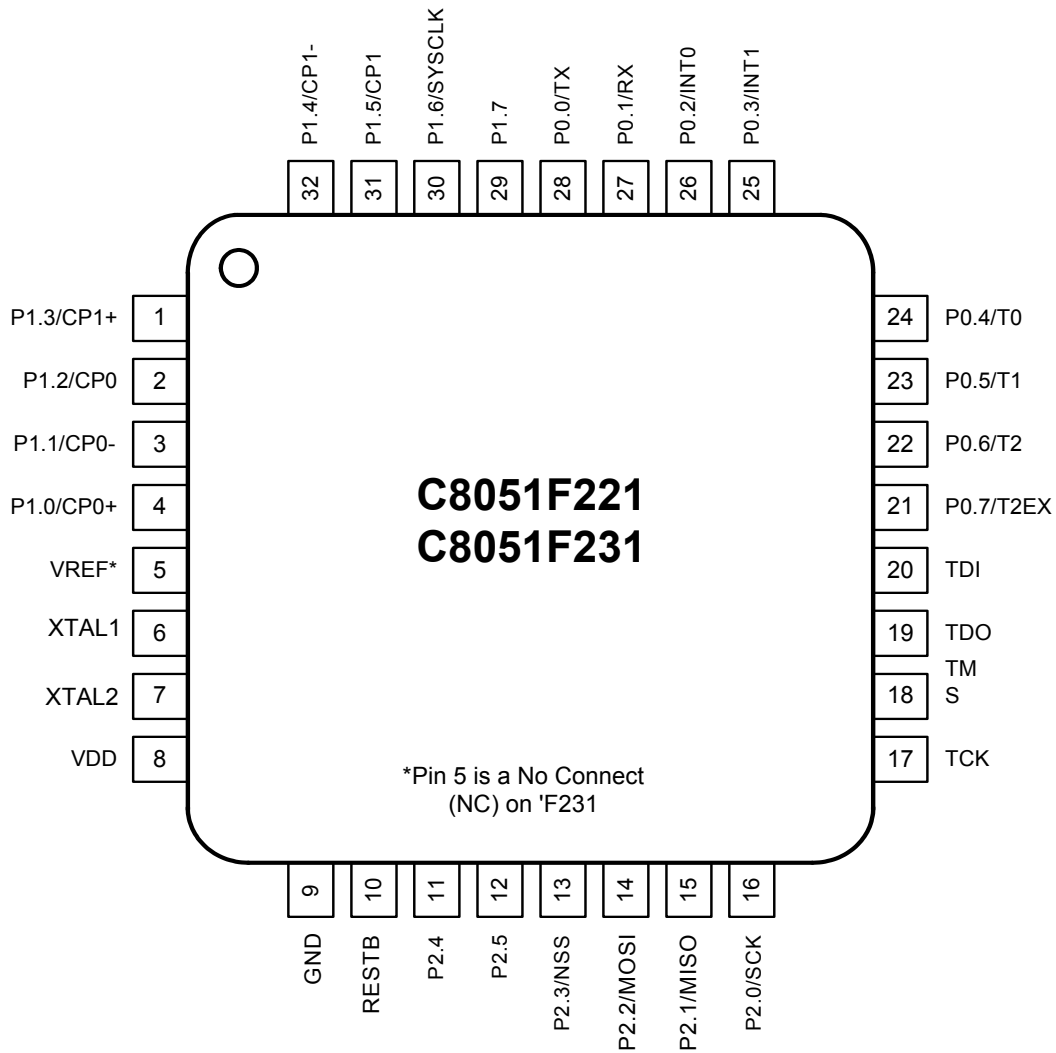 P1.4/CP1-
P1.5/CP1
P1.6/SYSCLK
P1.7
P0.0/TX
P0.1/RX
P0.2/INT0
P0.3/INT1
32
31
30
29
28
27
26
25
P1.3/CP1+ 1
P1.2/CP0 2
P1.1/CP0- 3
P1.0/CP0+ 4
VREF* 5
XTAL1 6
XTAL2 7
VDD 8
C8051F221
C8051F231
*Pin 5 is a No Connect
(NC) on 'F231
24 P0.4/T0
23 P0.5/T1
22 P0.6/T2
21 P0.7/T2EX
20 TDI
19 TDO
TM
18 S
17 TCK
9
10
11
12
13
14
15
16
GND
RESTB
P2.4
P2.5
P2.3/NSS
P2.2/MOSI
P2.1/MISO
P2.0/SCK